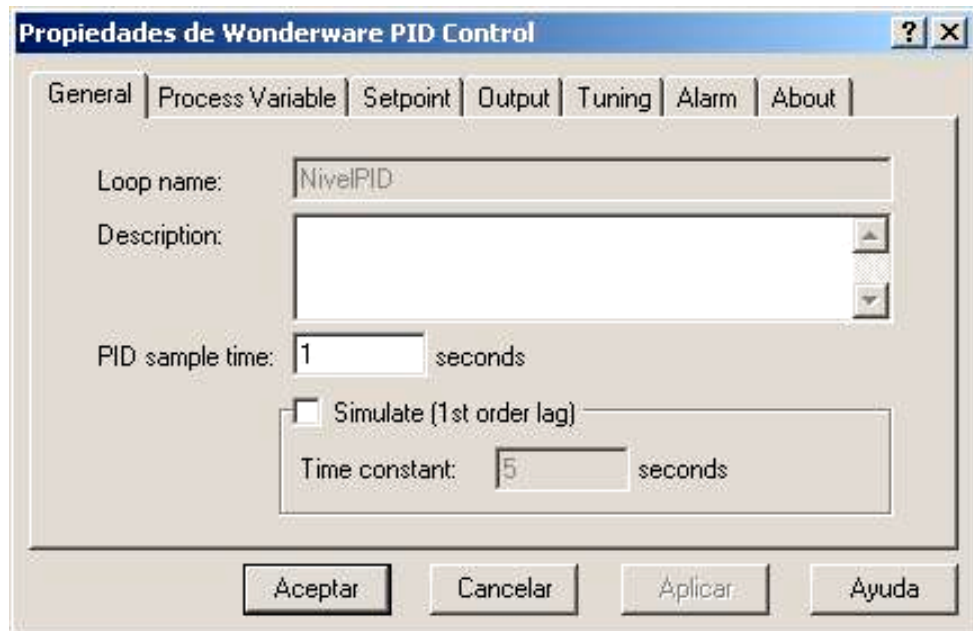 Propiedades de Wonderware PID Control
General Process Variable Setpoint Output Tuning Alarm About
Loop name: NivelPID
Description:
PID sample time: 1 seconds
Simulate (1st order lag)
Time constant: 5 seconds
Aceptar Cancelar Aplicar Ayuda